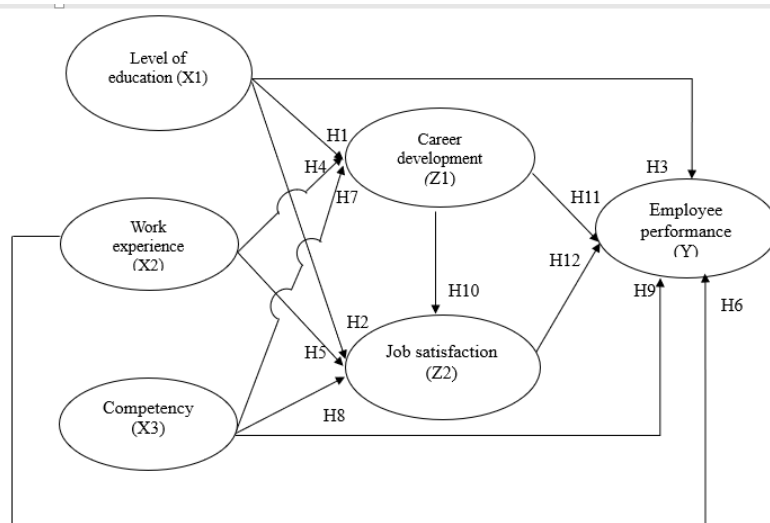 Level of
education (X1)
H1
H4
H7
Career
development
(Z1)
H3
H11
Work
experience
(X2)
Employee
performance
(Y)
H12
H10
H9
H6
H2
H5
Job satisfaction
(Z2)
Competency
(X3)
H8